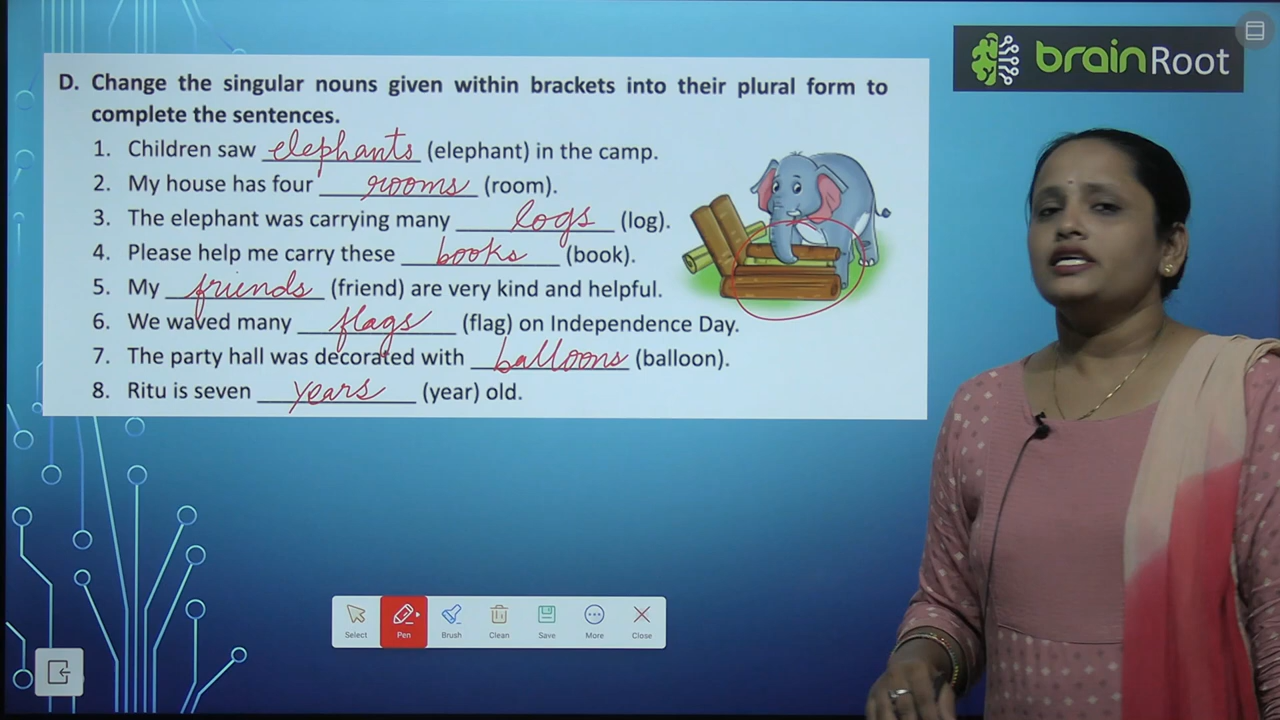 brainRoot
D. Change the singular nouns given within brackets into their plural form to
complete the sentences.
1. Children saw elephants (elephant) in the camp.
2. My house has four rooms (room).
3. The elephant was carrying many logs (log).
4. Please help me carry these books (book).
5. My friends (friend) are very kind and helpful.
6. We waved many flags (flag) on Independence Day.
7. The party hall was decorated with balloons (balloon).
8. Ritu is seven years (year) old.
Select Pen Brush Clean Save More Close